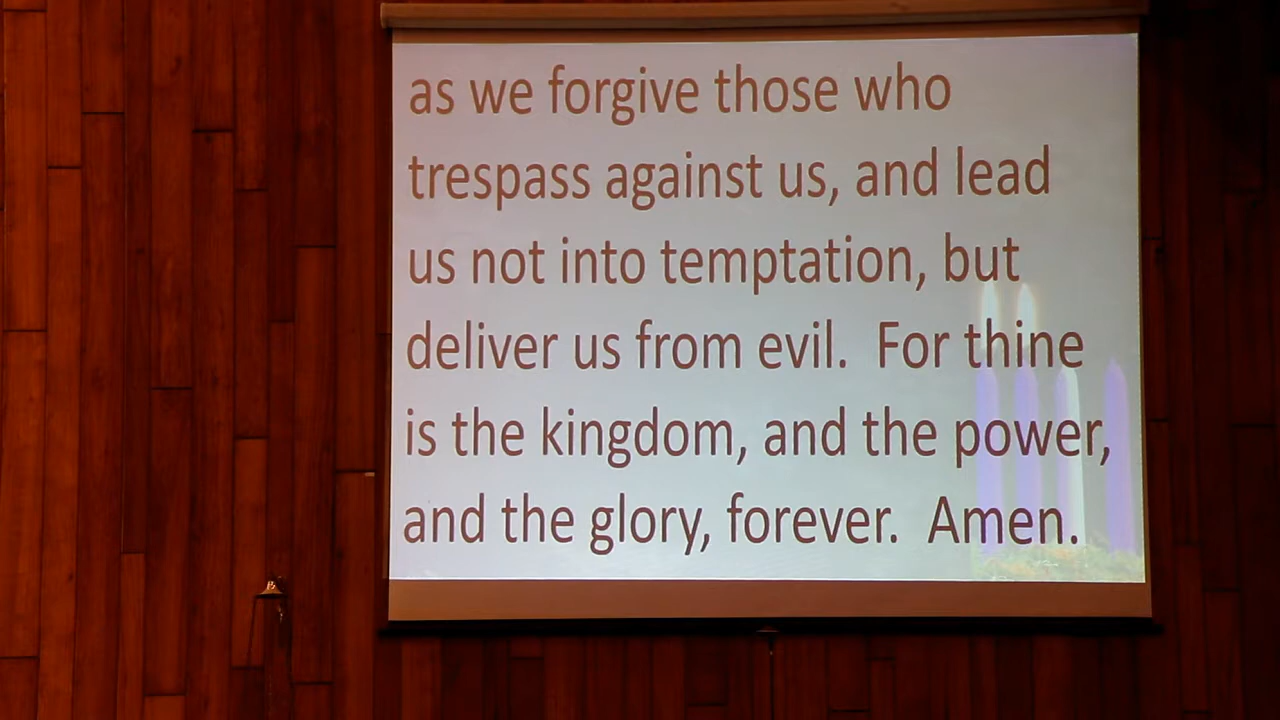 as we forgive those who
trespass against us, and lead
us not into temptation, but
deliver us from evil.  For thine
is the kingdom, and the power,
and the glory, forever.  Amen.